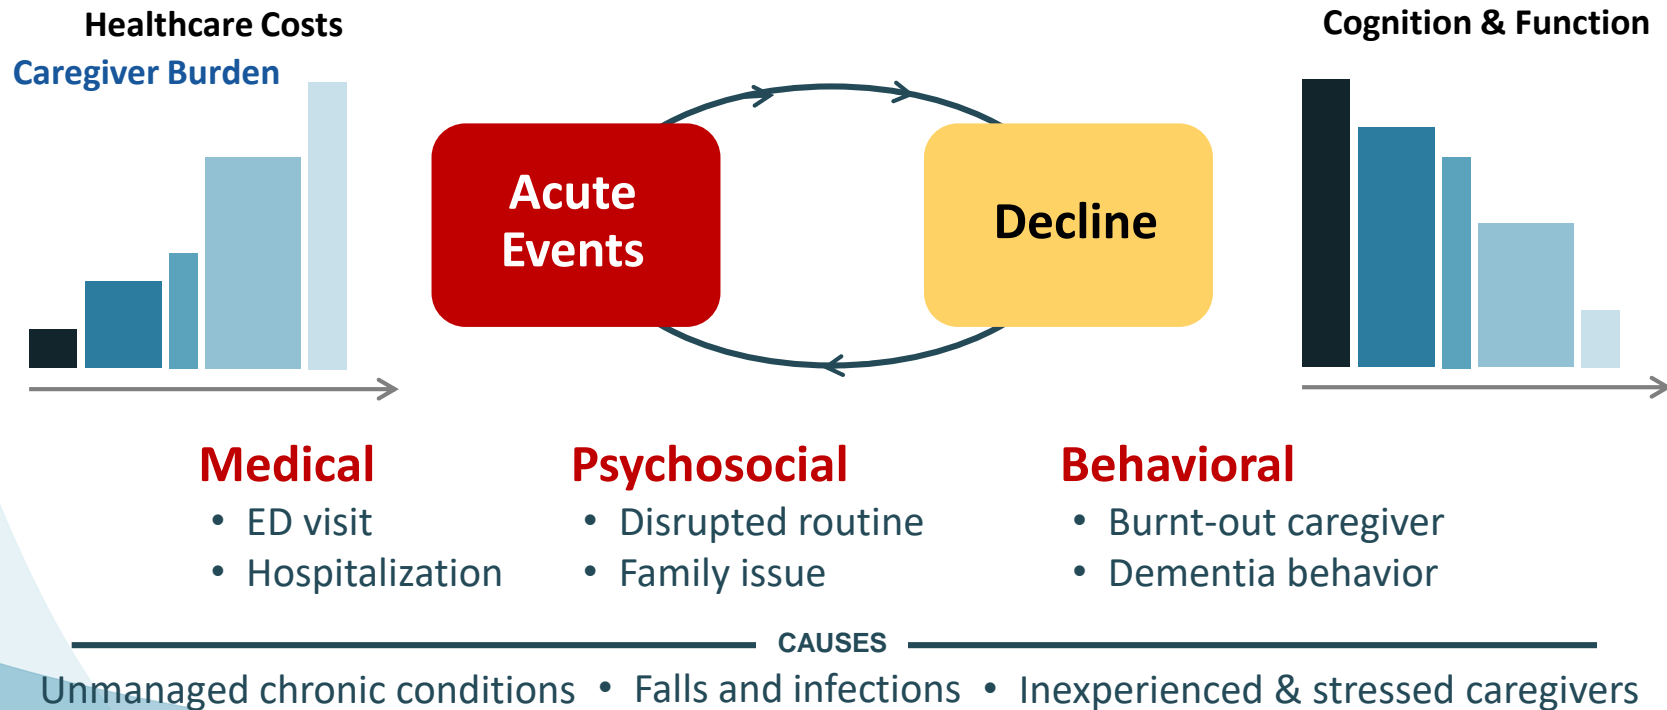 Healthcare Costs
Caregiver Burden
Cognition & Function
Acute
Events
Decline
Medical
• ED visit
• Hospitalization
Psychosocial
• Disrupted routine
• Family issue
Behavioral
• Burnt-out caregiver
• Dementia behavior
CAUSES
Unmanaged chronic conditions • Falls and infections • Inexperienced & stressed caregivers